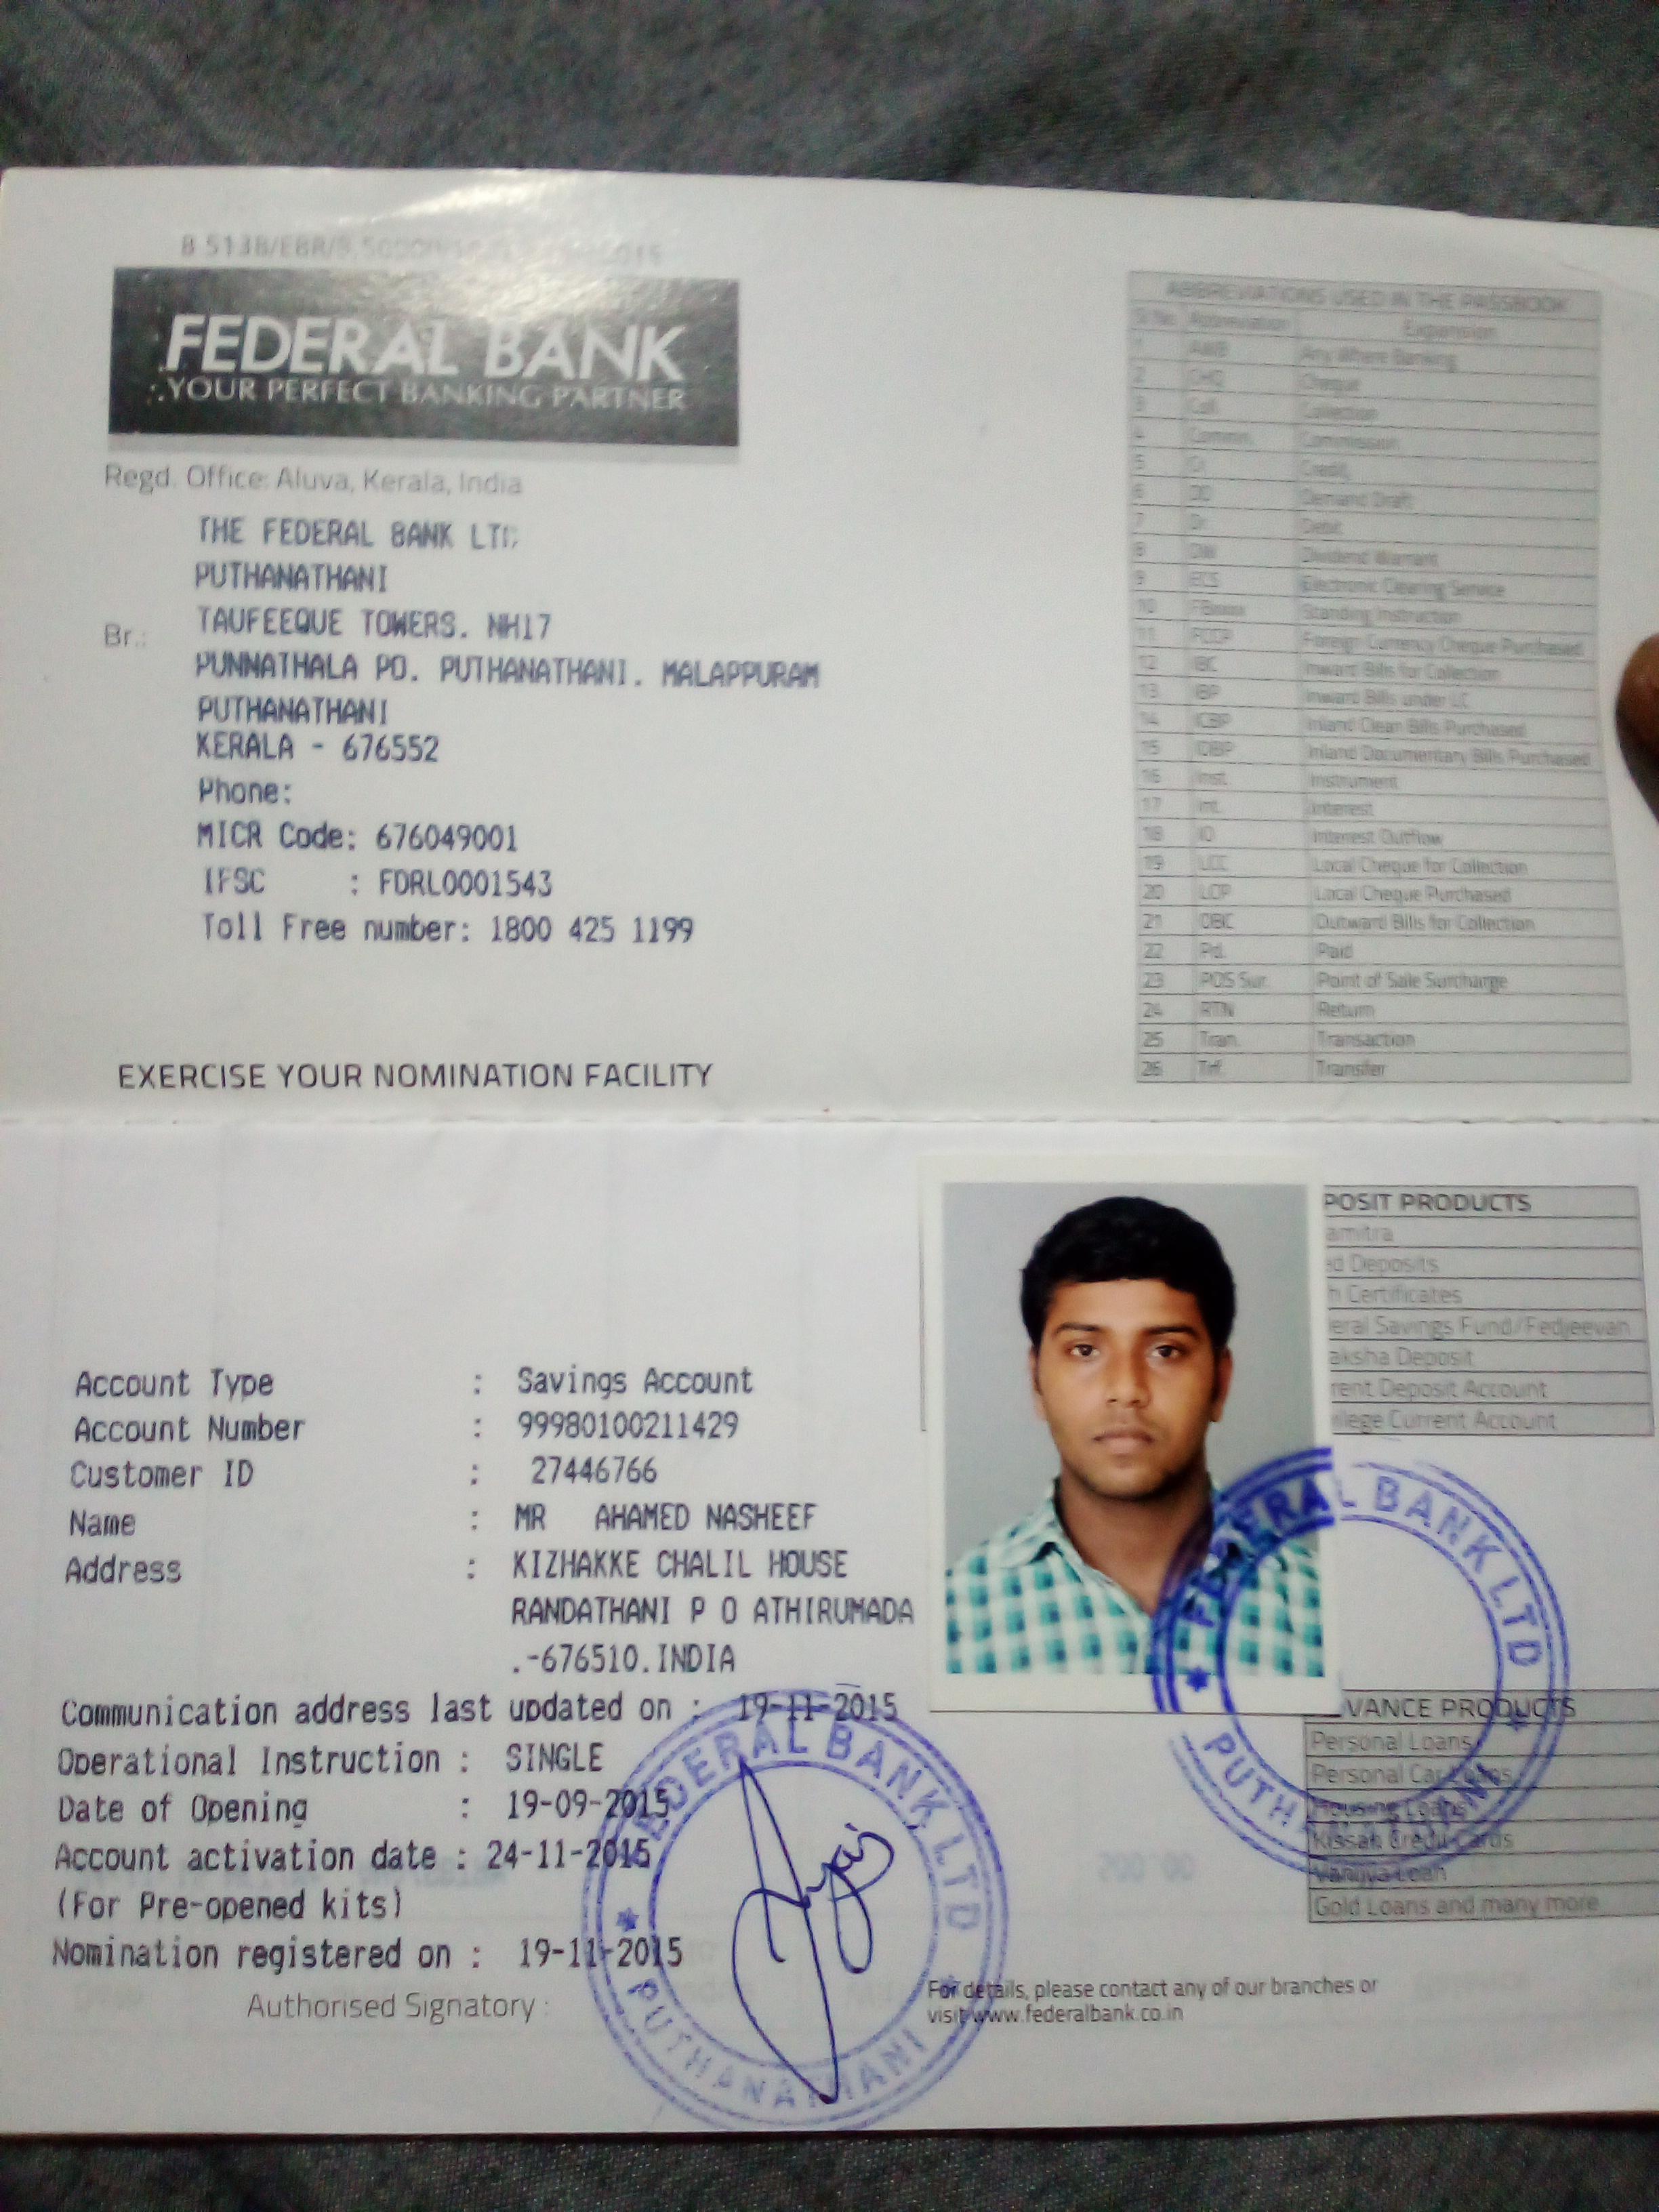 FEDERAL BANK
YOUR PERFECT BANKING PARTNER
Regd. Office: Aluva, Kerala, India
THE FEDERAL BANK LTD
PUTHANATHANI
Br.: TAUFEEQUE TOWERS. NH17
PUNNATHALA PO. PUTHANATHANI. MALAPPURAM
PUTHANATHANI
KERALA - 676552
Phone:
MICR Code: 676049001
IFSC : FDRL0001543
Toll Free number: 1800 425 1199
EXERCISE YOUR NOMINATION FACILITY
ABBREVIATIONS USED IN THE PASSBOOK
Sl No. Abbreviation Expansion
1 AWB Any Where Banking
2 CHQ Cheque
3 Coll Collection
4 Commn. Commission
5 Cr. Credit
6 DD Demand Draft
7 Dr. Debit
8 DW Dividend Warrant
9 ECS Electronic Clearing Service
10 Standing Instruction
11 FCCP Foreign Currency Cheque Purchased
12 IBC Inward Bills for Collection
13 IBP Inward Bills under LC
14 ICBP Inland Clean Bills Purchased
15 IDBP Inland Documentary Bills Purchased
16 Inst. Instrument
17 Int. Interest
18 IO Interest Outflow
19 LCC Local Cheque for Collection
20 LCP Local Cheque Purchased
21 OBC Outward Bills for Collection
22 Pd. Paid
23 POS Sur. Point of Sale Surcharge
24 RTN Return
25 Tran. Transaction
26 Trf Transfer
Account Type : Savings Account
Account Number : 99980100211429
Customer ID : 27446766
Name : MR AHAMED NASHEEF
Address : KIZHAKKE CHALIL HOUSE
RANDATHANI P O ATHIRUMADA
.-676510.INDIA
Communication address last updated on : 19-11-2015
Operational Instruction : SINGLE
Date of Opening : 19-09-2015
Account activation date : 24-11-2015
(For Pre-opened kits)
Nomination registered on : 19-11-2015
Authorised Signatory :
FEDERAL BANK LTD
PUTHANATHANI
POSIT PRODUCTS
amitra
ed Deposits
h Certificates
eral Savings Fund/Fedjeevan
aksha Deposit
rent Deposit Account
ilege Current Account
FEDERAL BANK LTD
VANCE PRODUCTS
Personal Loans
Personal Car Loans
Housing Loans
Kissan Credit Cards
Vanijya Loan
Gold Loans and many more
For details, please contact any of our branches or
visit www.federalbank.co.in